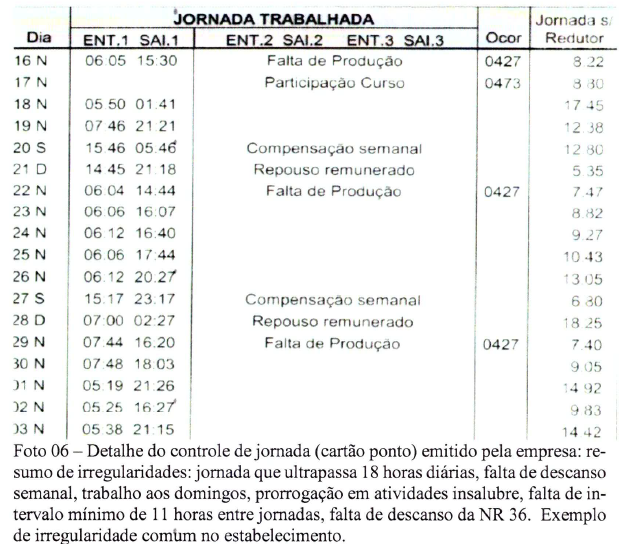 JORNADA TRABALHADA Jornada s/
Dia ENT.1 SAI.1 ENT.2 SAI.2 ENT.3 SAI.3 Ocor Redutor
16 N 06:05 15:30 Falta de Produção 0427 8.22
17 N Participação Curso 0473 8.80
18 N 05 50 01:41 17 45
19 N 07 46 21:21 12.38
20 S 15 46 05:46 Compensação semanal 12 80
21 D 14 45 21.18 Repouso remunerado 5.35
22 N 06 04 14:44 Falta de Produção 0427 7.47
23 N 06 06 16:07 8.82
24 N 06 12 16:40 9.27
25 N 06.06 17:44 10 43
26 N 06:12 20:27 13 05
27 S 15:17 23:17 Compensação semanal 6 80
28 D 07:00 02:27 Repouso remunerado 18 25
29 N 07.44 16.20 Falta de Produção 0427 7.40
30 N 07.48 18:03 9 05
01 N 05 19 21:26 14 92
02 N 05 25 16:27 9 83
03 N 05 38 21:15 14 42
Foto 06 – Detalhe do controle de jornada (cartão ponto) emitido pela empresa: re-
sumo de irregularidades: jornada que ultrapassa 18 horas diárias, falta de descanso
semanal, trabalho aos domingos, prorrogação em atividades insalubre, falta de in-
tervalo mínimo de 11 horas entre jornadas, falta de descanso da NR 36. Exemplo
de irregularidade comum no estabelecimento.